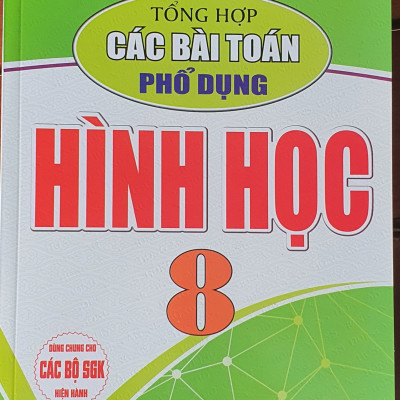 TỔNG HỢP
CÁC BÀI TOÁN
PHỔ DỤNG
HÌNH HỌC
8
DÙNG CHUNG CHO
CÁC BỘ SGK
HIỆN HÀNH